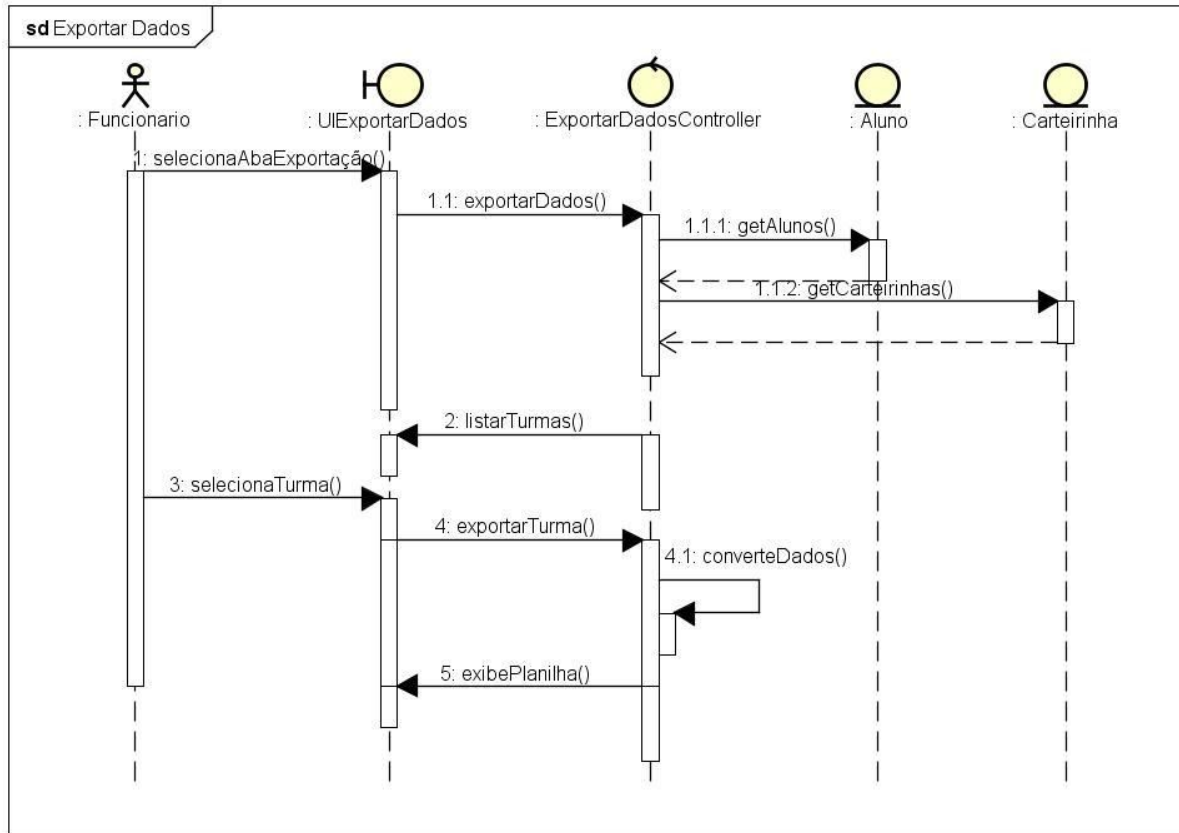 sd Exportar Dados
: Funcionario
: UIExportarDados
: ExportarDadosController
: Aluno
: Carteirinha
1: selecionaAbaExportação()
1.1: exportarDados()
1.1.1: getAlunos()
1.1.2: getCarteirinhas()
2: listarTurmas()
3: selecionaTurma()
4: exportarTurma()
4.1: converteDados()
5: exibePlanilha()